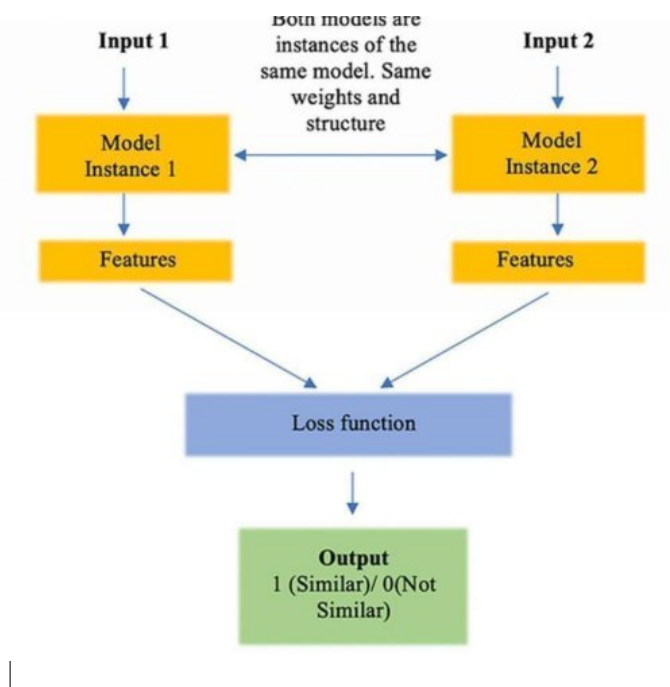 Input 1
Both models are
instances of the
same model. Same
weights and
structure
Input 2
Model
Instance 1
Model
Instance 2
Features
Features
Loss function
Output
1 (Similar)/ 0(Not
Similar)